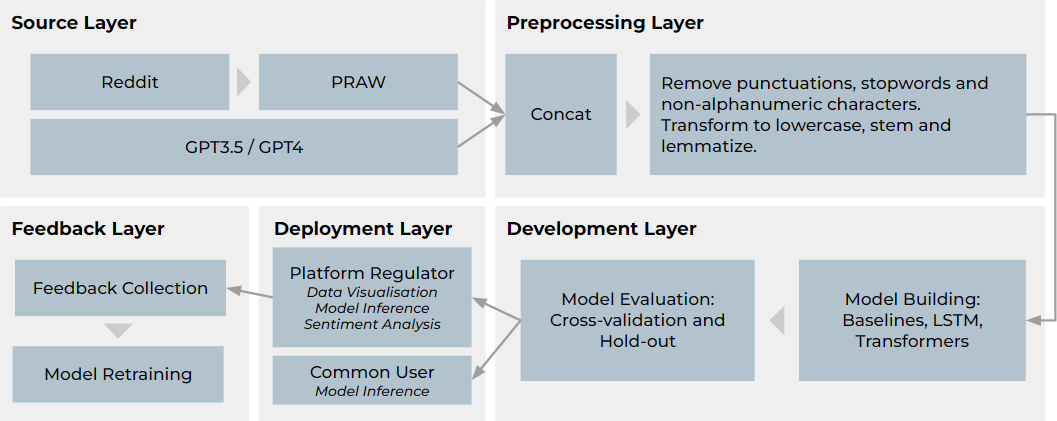 Source Layer
Reddit
PRAW
GPT3.5 / GPT4
Preprocessing Layer
Concat
Remove punctuations, stopwords and
non-alphanumeric characters.
Transform to lowercase, stem and
lemmatize.
Feedback Layer
Feedback Collection
Model Retraining
Deployment Layer
Platform Regulator
Data Visualisation
Model Inference
Sentiment Analysis
Common User
Model Inference
Development Layer
Model Evaluation:
Cross-validation and
Hold-out
Model Building:
Baselines, LSTM,
Transformers